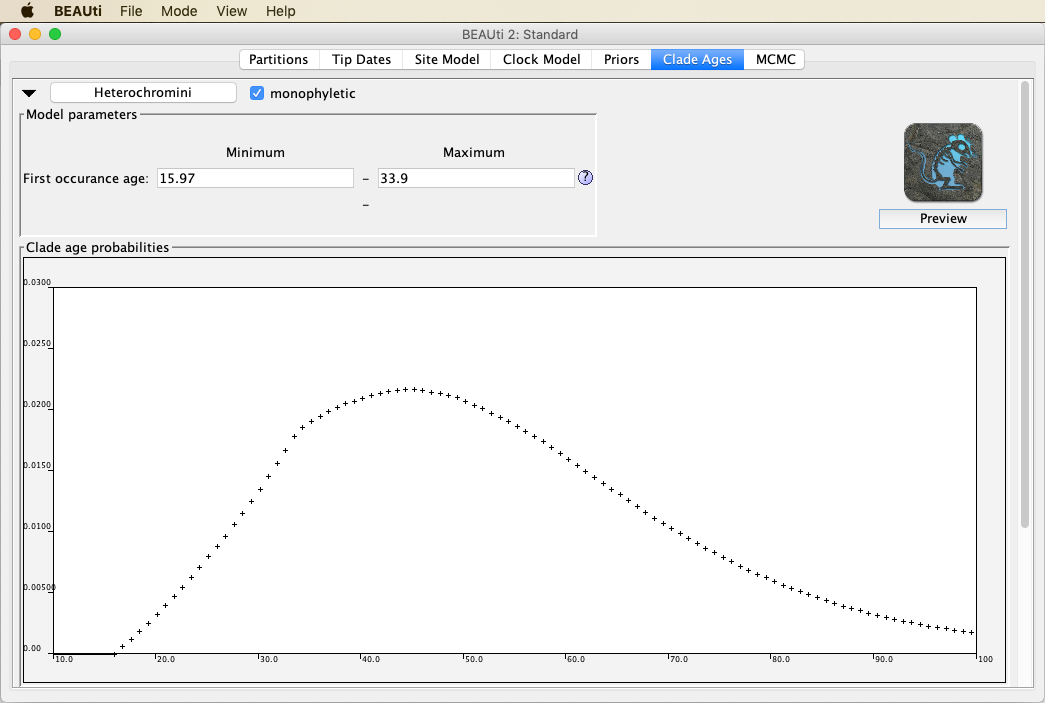 BEAUti File Mode View Help
BEAUti 2: Standard
Partitions Tip Dates Site Model Clock Model Priors Clade Ages MCMC
Heterochromini monophyletic
Model parameters
Minimum Maximum
First occurance age: 15.97 – 33.9 ?
–
Preview
Clade age probabilities
0.0300
0.0250
0.0200
0.0150
0.0100
0.00500
0.00
10.0 20.0 30.0 40.0 50.0 60.0 70.0 80.0 90.0 100